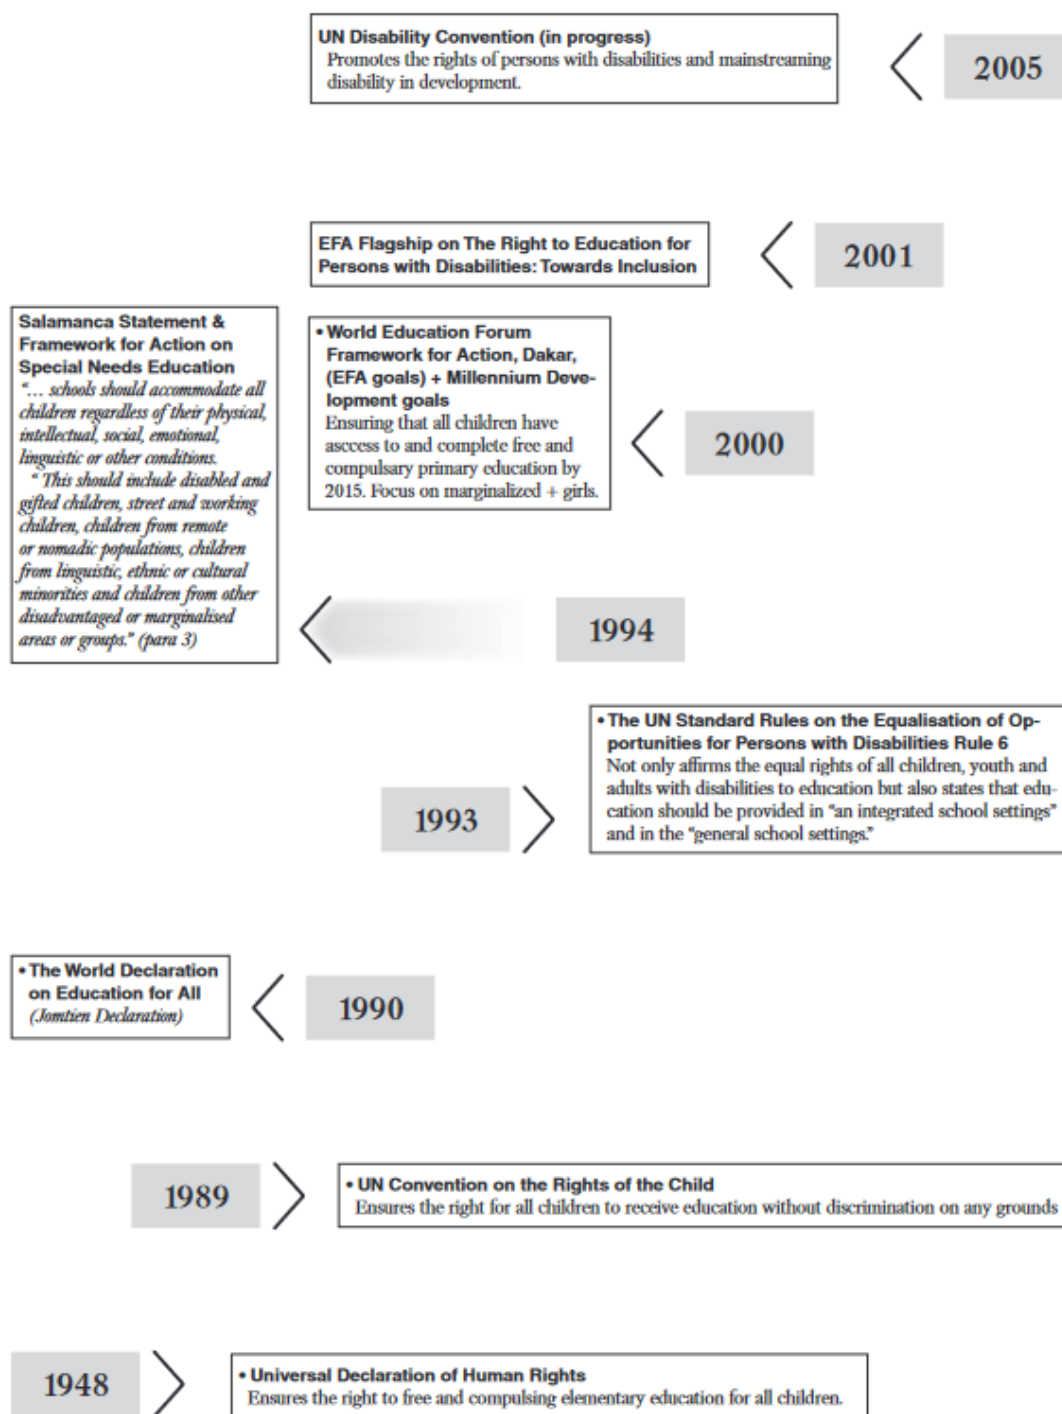 UN Disability Convention (in progress)
Promotes the rights of persons with disabilities and mainstreaming
disability in development.
2005
EFA Flagship on The Right to Education for
Persons with Disabilities: Towards Inclusion
2001
Salamanca Statement &
Framework for Action on
Special Needs Education
“... schools should accommodate all
children regardless of their physical,
intellectual, social, emotional,
linguistic or other conditions.
“ This should include disabled and
gifted children, street and working
children, children from remote
or nomadic populations, children
from linguistic, ethnic or cultural
minorities and children from other
disadvantaged or marginalised
areas or groups.” (para 3)
• World Education Forum
Framework for Action, Dakar,
(EFA goals) + Millennium Deve-
lopment goals
Ensuring that all children have
asccess to and complete free and
compulsary primary education by
2015. Focus on marginalized + girls.
2000
1994
• The UN Standard Rules on the Equalisation of Op-
portunities for Persons with Disabilities Rule 6
Not only affirms the equal rights of all children, youth and
adults with disabilities to education but also states that edu-
cation should be provided in “an integrated school settings”
and in the “general school settings.”
1993
• The World Declaration
on Education for All
(Jomtien Declaration)
1990
1989
• UN Convention on the Rights of the Child
Ensures the right for all children to receive education without discrimination on any grounds
1948
• Universal Declaration of Human Rights
Ensures the right to free and compulsing elementary education for all children.